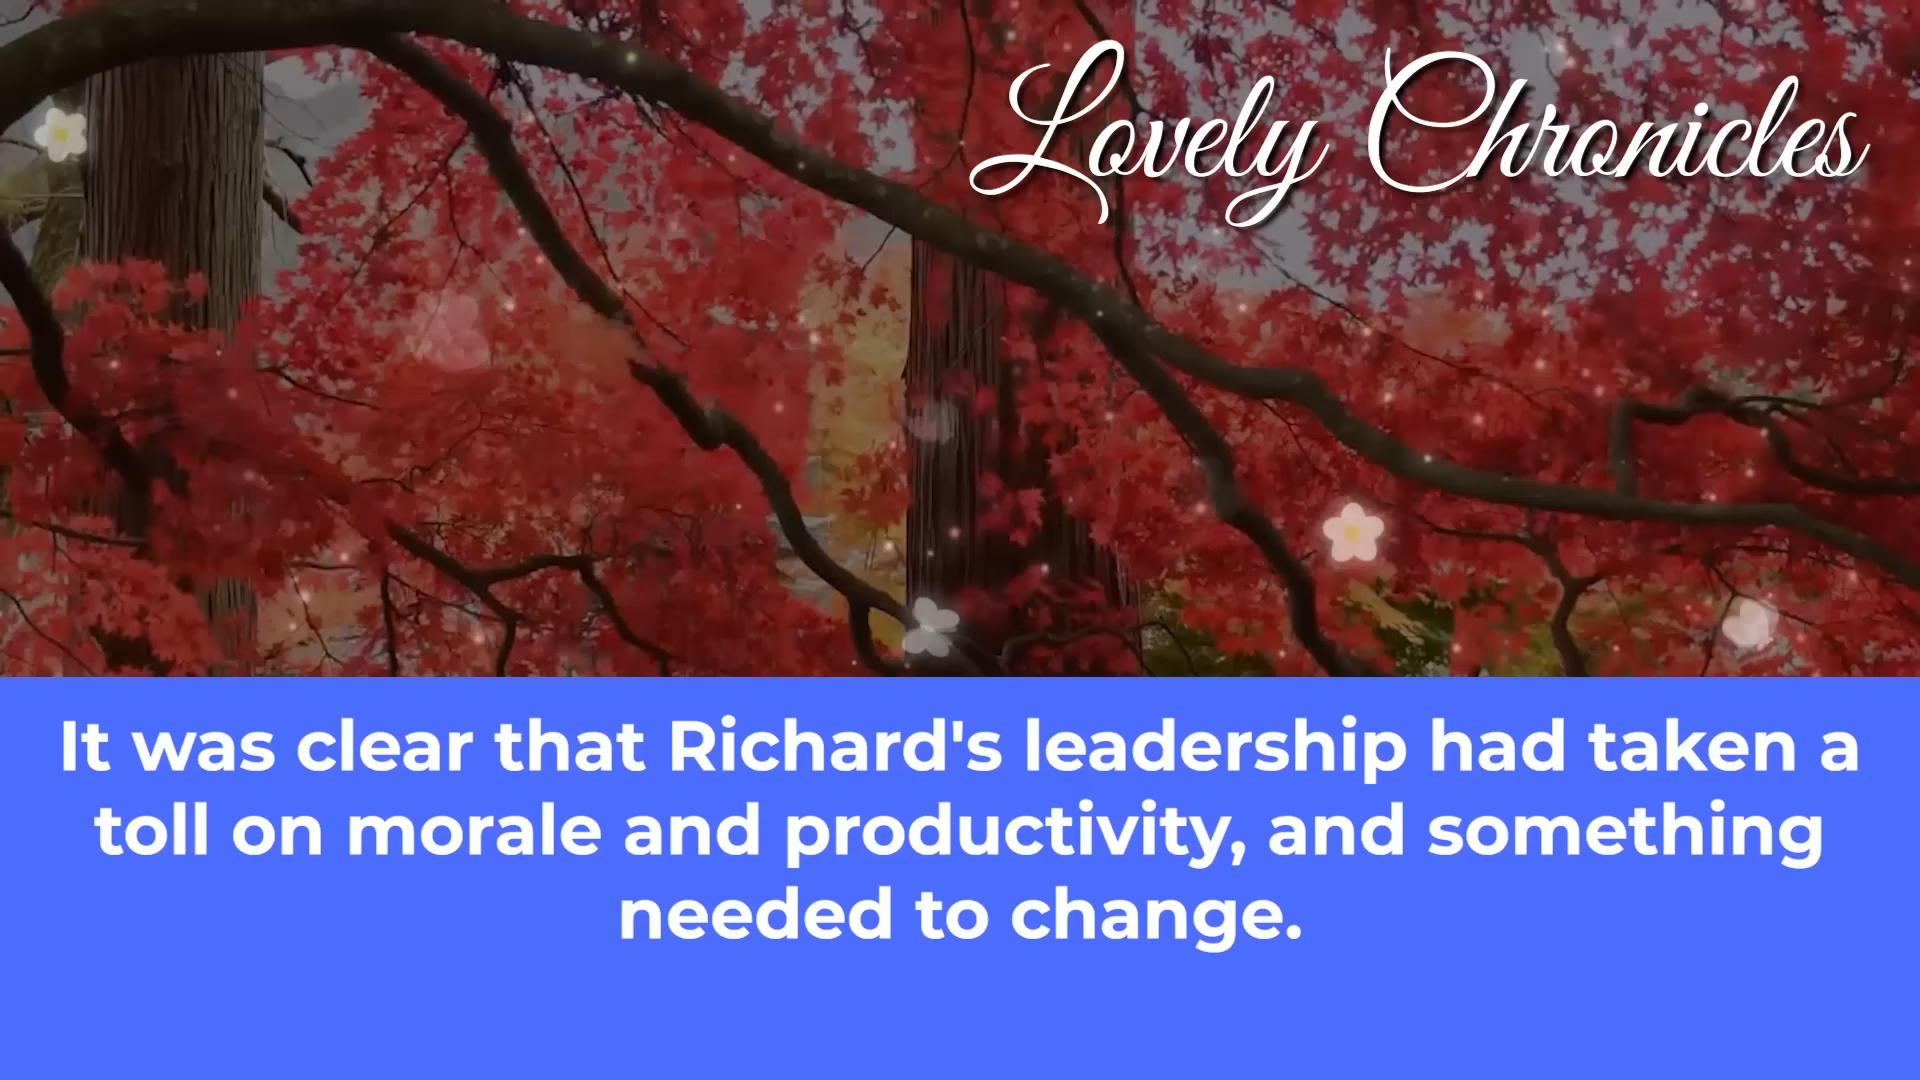 Lovely Chronicles
It was clear that Richard's leadership had taken a
toll on morale and productivity, and something
needed to change.